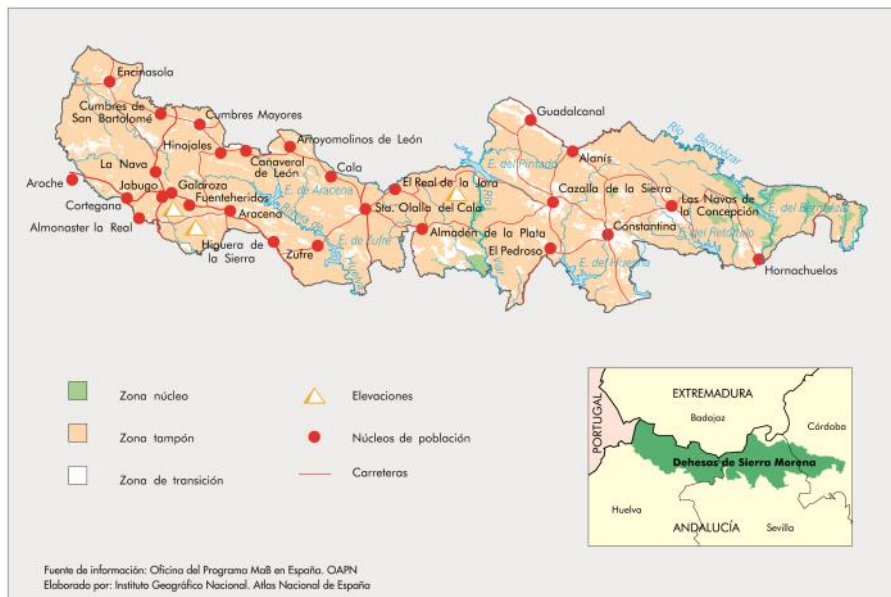 Encinasola
Cumbres de
San Bartolomé
Cumbres Mayores
Hinojales
Arroyomolinos de León
Cañaveral
de León
Cala
La Nava
E. de Aracena
Aroche
Jabugo
Galaroza
Fuenteheridos
Cortegana
Aracena
Almonaster la Real
Higuera de
la Sierra
Zufre
E. de Zufre
Huelva
Sta. Olalla del Cala
El Real de la Jara
Almadén de la Plata
Guadalcanal
Alanís
E. del Pintado
Río
Viar
Cazalla de la Sierra
El Pedroso
Constantina
E. del Huesna
Río Bembézar
Las Navas de
la Concepción
E. del Retortillo
E. del Bembézar
Hornachuelos
Zona núcleo
Zona tampón
Zona de transición
Elevaciones
Núcleos de población
Carreteras
PORTUGAL
EXTREMADURA
Badajoz
Córdoba
Dehesas de Sierra Morena
Huelva
ANDALUCÍA
Sevilla
Fuente de información: Oficina del Programa MaB en España. OAPN
Elaborado por: Instituto Geográfico Nacional. Atlas Nacional de España